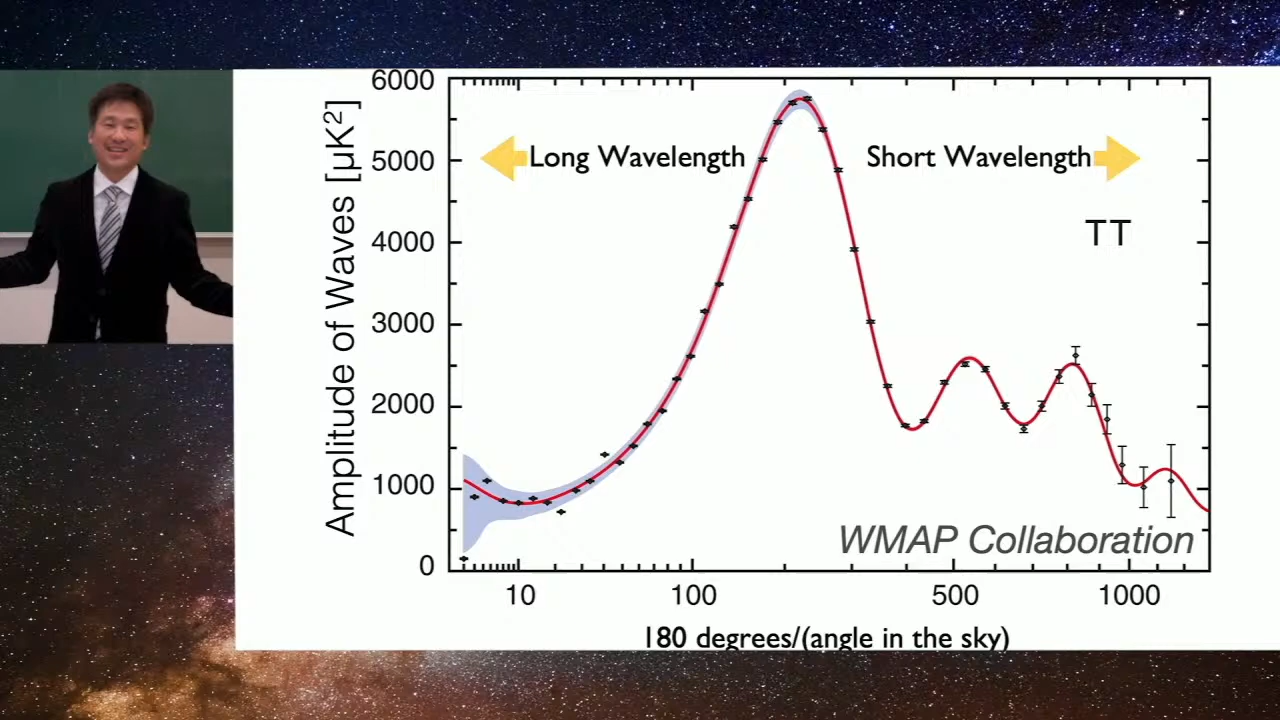 6000
5000
4000
3000
2000
1000
0
Amplitude of Waves [μK²]
Long Wavelength
Short Wavelength
TT
WMAP Collaboration
10 100 500 1000
180 degrees/(angle in the sky)